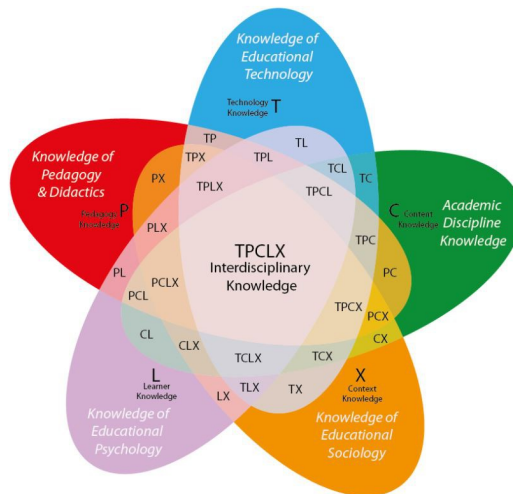 Knowledge of
Educational
Technology
Technology T
Knowledge
TP
TL
Knowledge of
Pedagogy
& Didactics
TPX
TPL
TCL
TC
PX
TPLX
TPCL
Pedagogic P
Knowledge
C Content
Knowledge
Academic
Discipline
Knowledge
PLX
TPC
TPCLX
Interdisciplinary
Knowledge
PL
PC
PCLX
PCL
TPCX
PCX
CL
CX
CLX
TCLX
TCX
L
Learner
Knowledge
X
Context
Knowledge
LX
TLX
TX
Knowledge of
Educational
Psychology
Knowledge of
Educational
Sociology